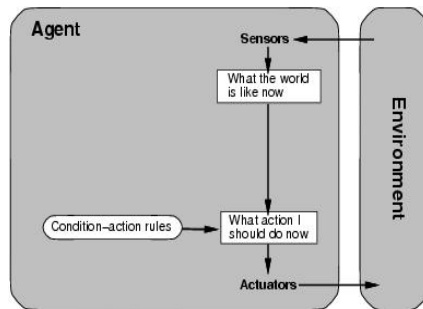 Agent
Sensors
What the world
is like now
Environment
Condition–action rules
What action I
should do now
Actuators